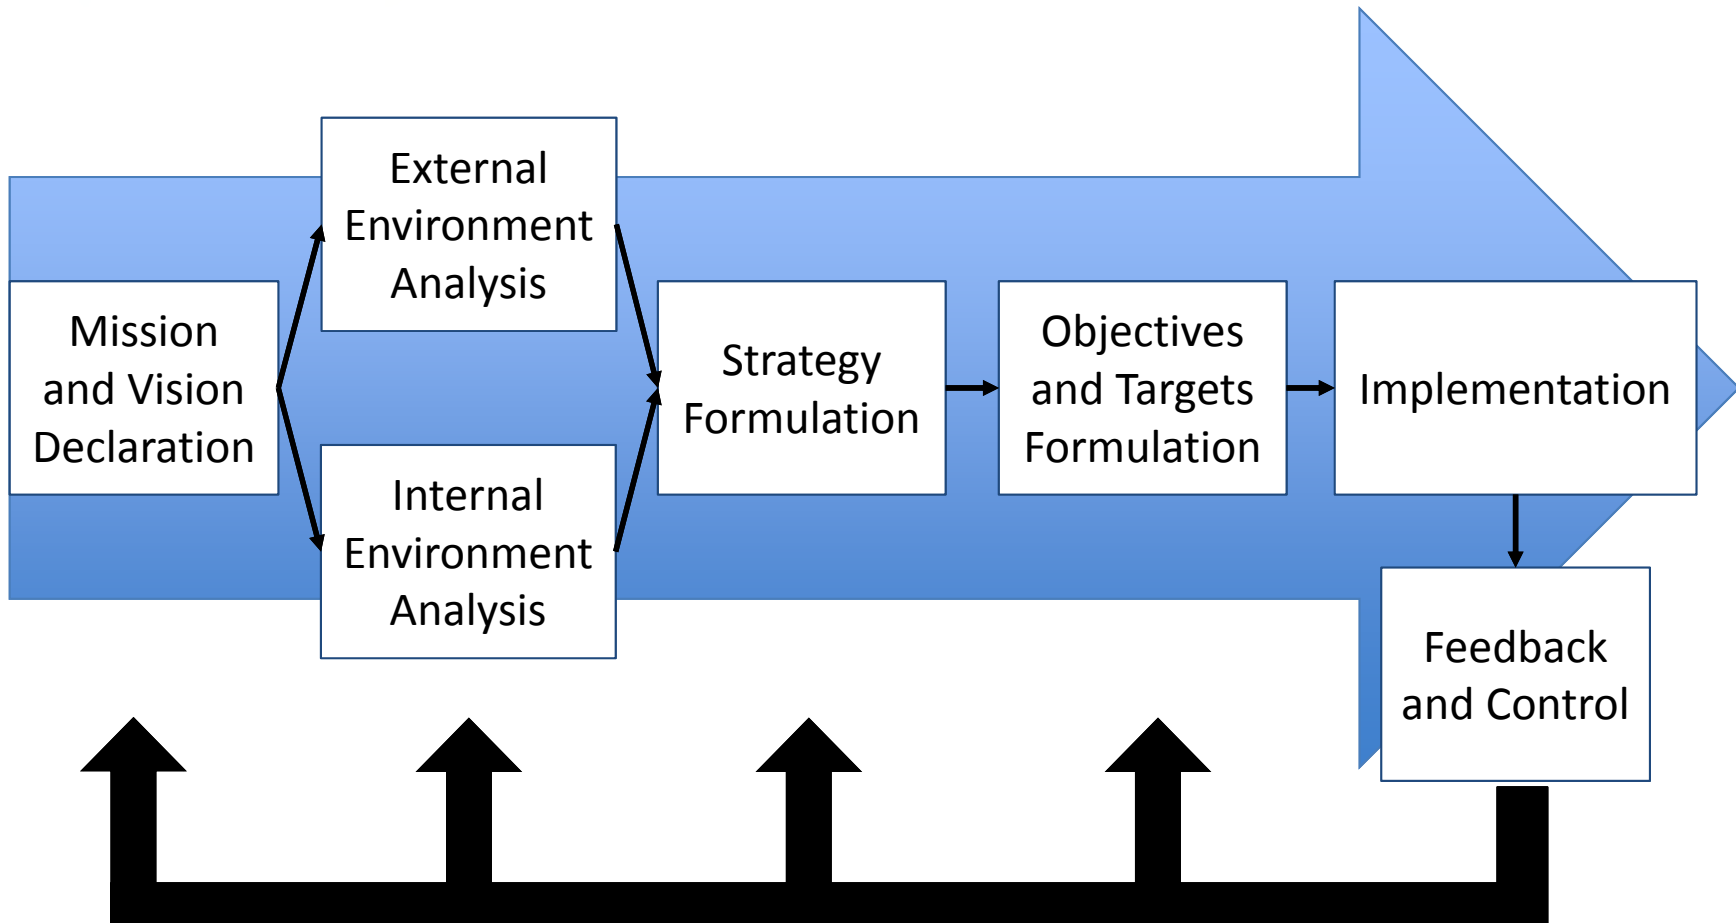 Mission
and Vision
Declaration
External
Environment
Analysis
Internal
Environment
Analysis
Strategy
Formulation
Objectives
and Targets
Formulation
Implementation
Feedback
and Control